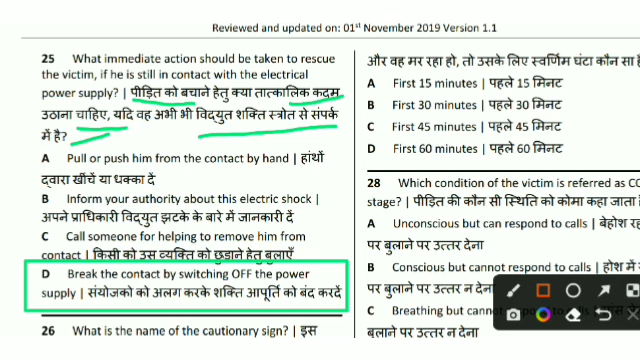 Reviewed and updated on: 01st November 2019 Version 1.1
25 What immediate action should be taken to rescue
the victim, if he is still in contact with the electrical
power supply? | पीड़ित को बचाने हेतु क्या तात्कालिक कदम
उठाना चाहिए, यदि वह अभी भी विद्युत शक्ति स्त्रोत से संपर्क
में है?
A Pull or push him from the contact by hand | हांथों
द्वारा खींचें या धक्का दें
B Inform your authority about this electric shock |
अपने प्राधिकारी विद्युत झटके के बारे में जानकारी दें
C Call someone for helping to remove him from
contact | किसी को उस व्यक्ति को छुडाने हेतु बुलाएँ
D Break the contact by switching OFF the power
supply | संयोजको को अलग करके शक्ति आपूर्ति को बंद करदें
26 What is the name of the cautionary sign? | इस
और वह मर रहा हो, तो उसके लिए स्वर्णिम घंटा कौन सा
A First 15 minutes | पहले 15 मिनट
B First 30 minutes | पहले 30 मिनट
C First 45 minutes | पहले 45 मिनट
D First 60 minutes | पहले 60 मिनट
28 Which condition of the victim is referred as CO
stage? | पीड़ित की कौन सी स्थिति को कोमा कहा जाता
A Unconscious but can respond to calls | बेहोश
पर बुलाने पर उत्तर देना
B Conscious but cannot respond to calls | होश में
पर बुलाने पर उत्तर न देना
C Breathing but cannot
बुलाने पर उत्तर न देना